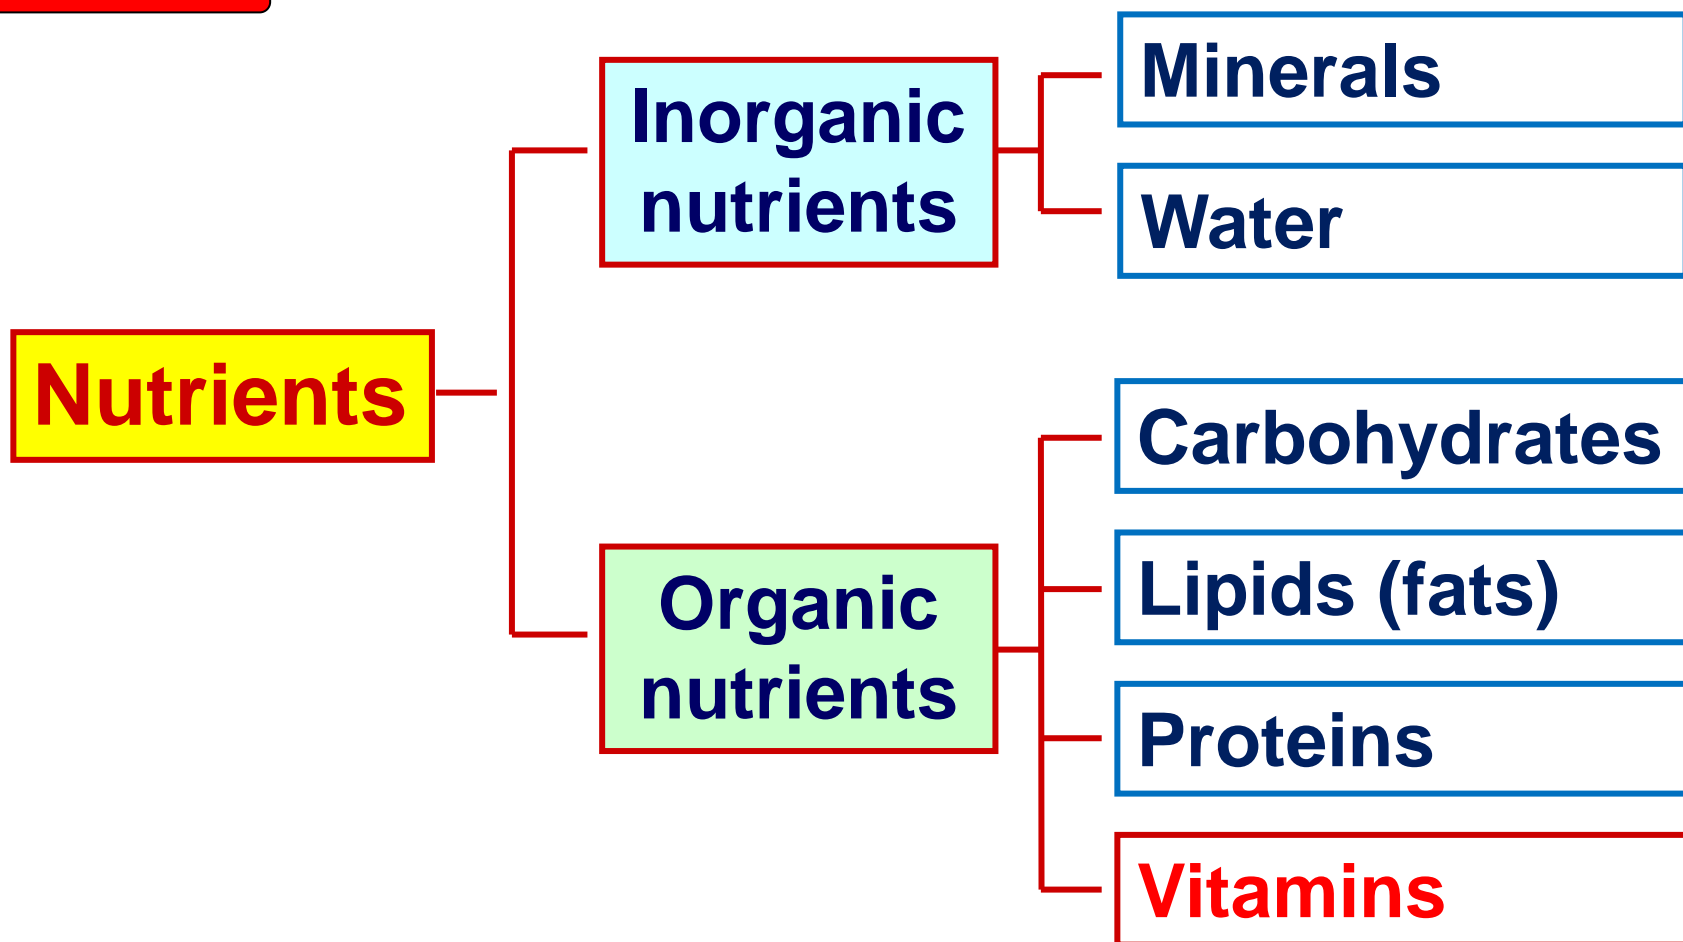 Nutrients
Inorganic
nutrients
Minerals
Water
Organic
nutrients
Carbohydrates
Lipids (fats)
Proteins
Vitamins